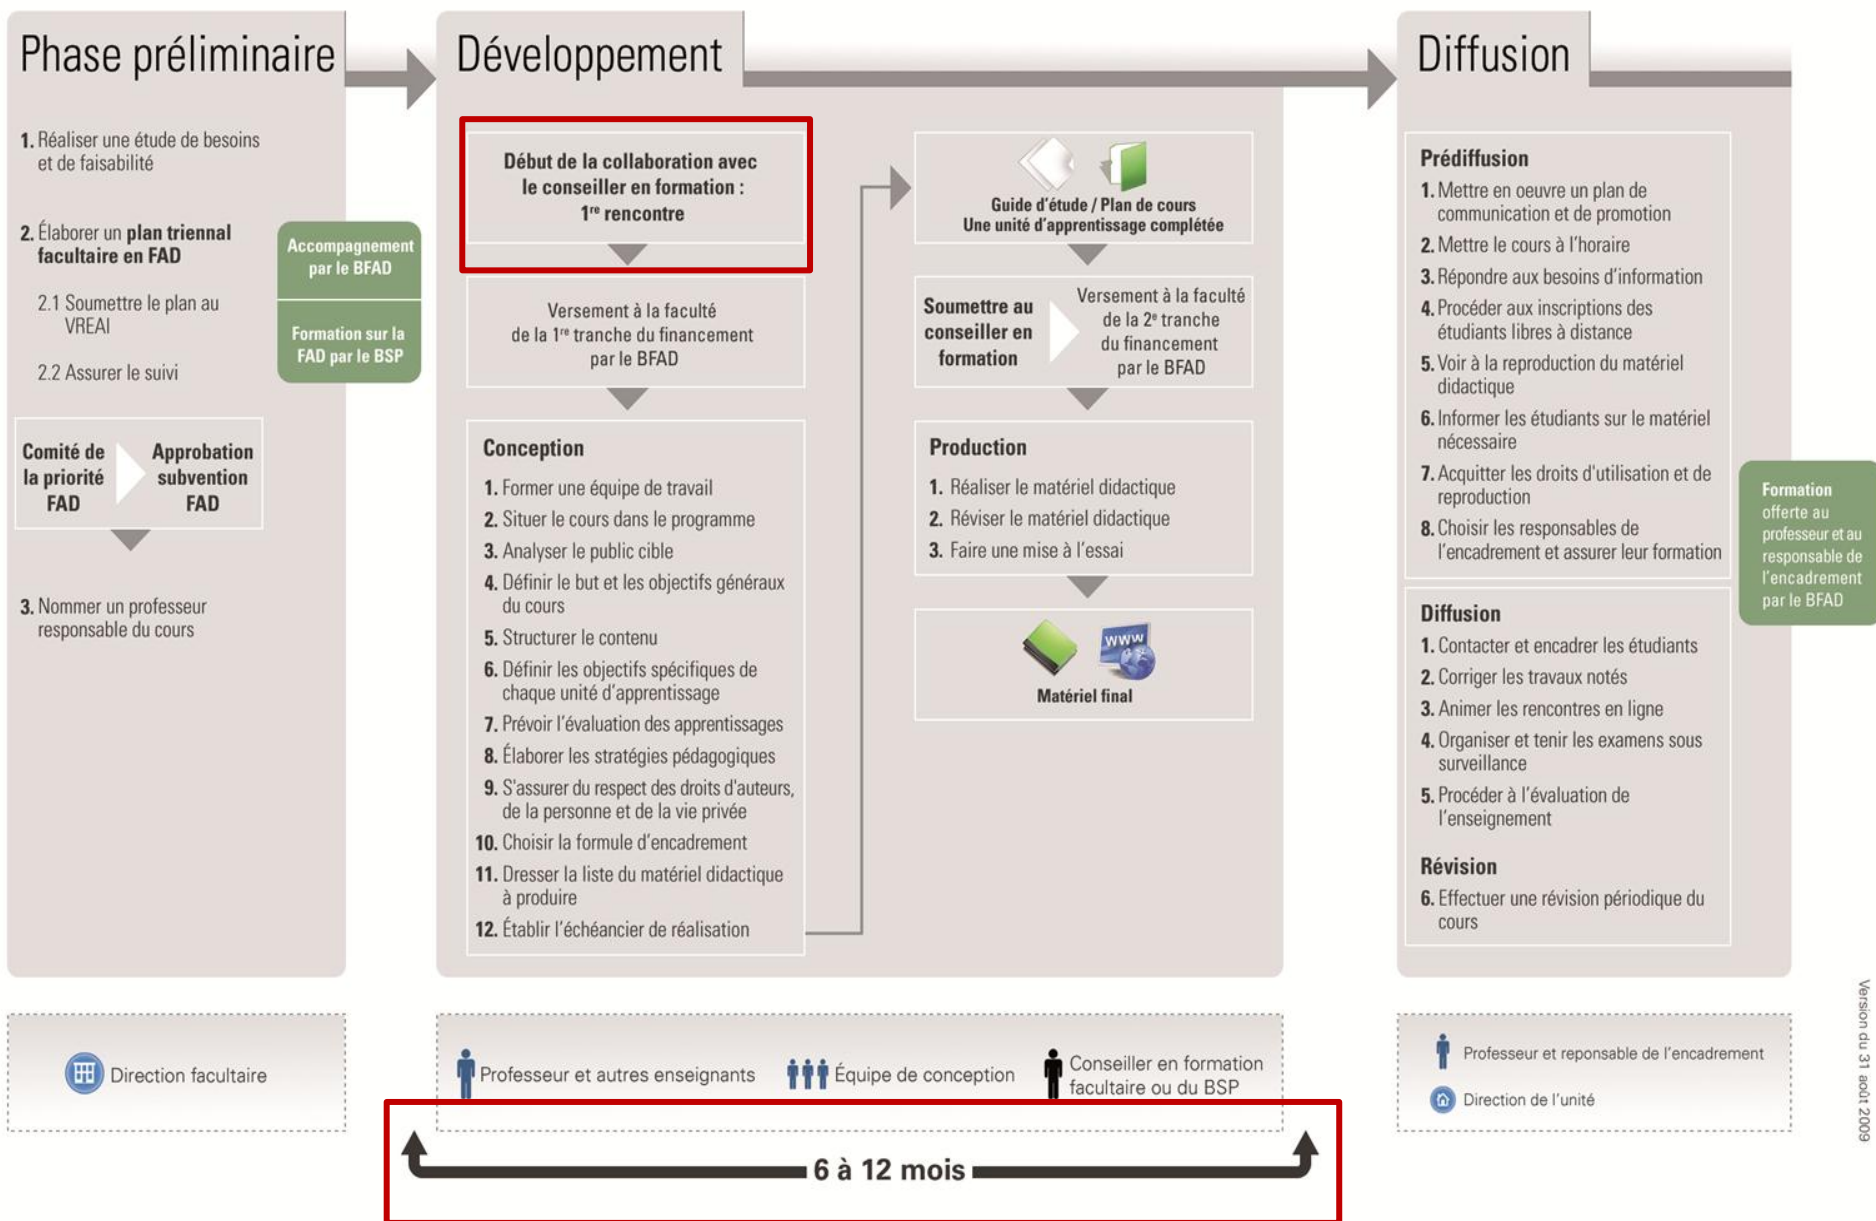 Phase préliminaire
1. Réaliser une étude de besoins
et de faisabilité
2. Élaborer un plan triennal
facultaire en FAD
2.1 Soumettre le plan au
VREAI
2.2 Assurer le suivi
Accompagnement
par le BFAD
Formation sur la
FAD par le BSP
Comité de
la priorité
FAD
Approbation
subvention
FAD
3. Nommer un professeur
responsable du cours
Direction facultaire
Développement
Début de la collaboration avec
le conseiller en formation :
1re rencontre
Versement à la faculté
de la 1re tranche du financement
par le BFAD
Conception
1. Former une équipe de travail
2. Situer le cours dans le programme
3. Analyser le public cible
4. Définir le but et les objectifs généraux
du cours
5. Structurer le contenu
6. Définir les objectifs spécifiques de
chaque unité d'apprentissage
7. Prévoir l'évaluation des apprentissages
8. Élaborer les stratégies pédagogiques
9. S'assurer du respect des droits d'auteurs,
de la personne et de la vie privée
10. Choisir la formule d'encadrement
11. Dresser la liste du matériel didactique
à produire
12. Établir l'échéancier de réalisation
Guide d'étude / Plan de cours
Une unité d'apprentissage complétée
Soumettre au
conseiller en
formation
Versement à la faculté
de la 2e tranche
du financement
par le BFAD
Production
1. Réaliser le matériel didactique
2. Réviser le matériel didactique
3. Faire une mise à l'essai
WWW
Matériel final
Professeur et autres enseignants
Équipe de conception
Conseiller en formation
facultaire ou du BSP
6 à 12 mois
Diffusion
Prédiffusion
1. Mettre en oeuvre un plan de
communication et de promotion
2. Mettre le cours à l'horaire
3. Répondre aux besoins d'information
4. Procéder aux inscriptions des
étudiants libres à distance
5. Voir à la reproduction du matériel
didactique
6. Informer les étudiants sur le matériel
nécessaire
7. Acquitter les droits d'utilisation et de
reproduction
8. Choisir les responsables de
l'encadrement et assurer leur formation
Formation
offerte au
professeur et au
responsable de
l'encadrement
par le BFAD
Diffusion
1. Contacter et encadrer les étudiants
2. Corriger les travaux notés
3. Animer les rencontres en ligne
4. Organiser et tenir les examens sous
surveillance
5. Procéder à l'évaluation de
l'enseignement
Révision
6. Effectuer une révision périodique du
cours
Professeur et reponsable de l'encadrement
Direction de l'unité
Version du 31 août 2009